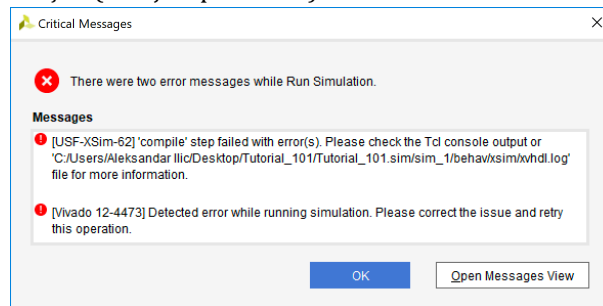 Critical Messages
There were two error messages while Run Simulation.
Messages
[USF-XSim-62] 'compile' step failed with error(s). Please check the Tcl console output or
'C:/Users/Aleksandar Ilic/Desktop/Tutorial_101/Tutorial_101.sim/sim_1/behav/xsim/xvhdl.log'
file for more information.
[Vivado 12-4473] Detected error while running simulation. Please correct the issue and retry
this operation.
OK
Open Messages View